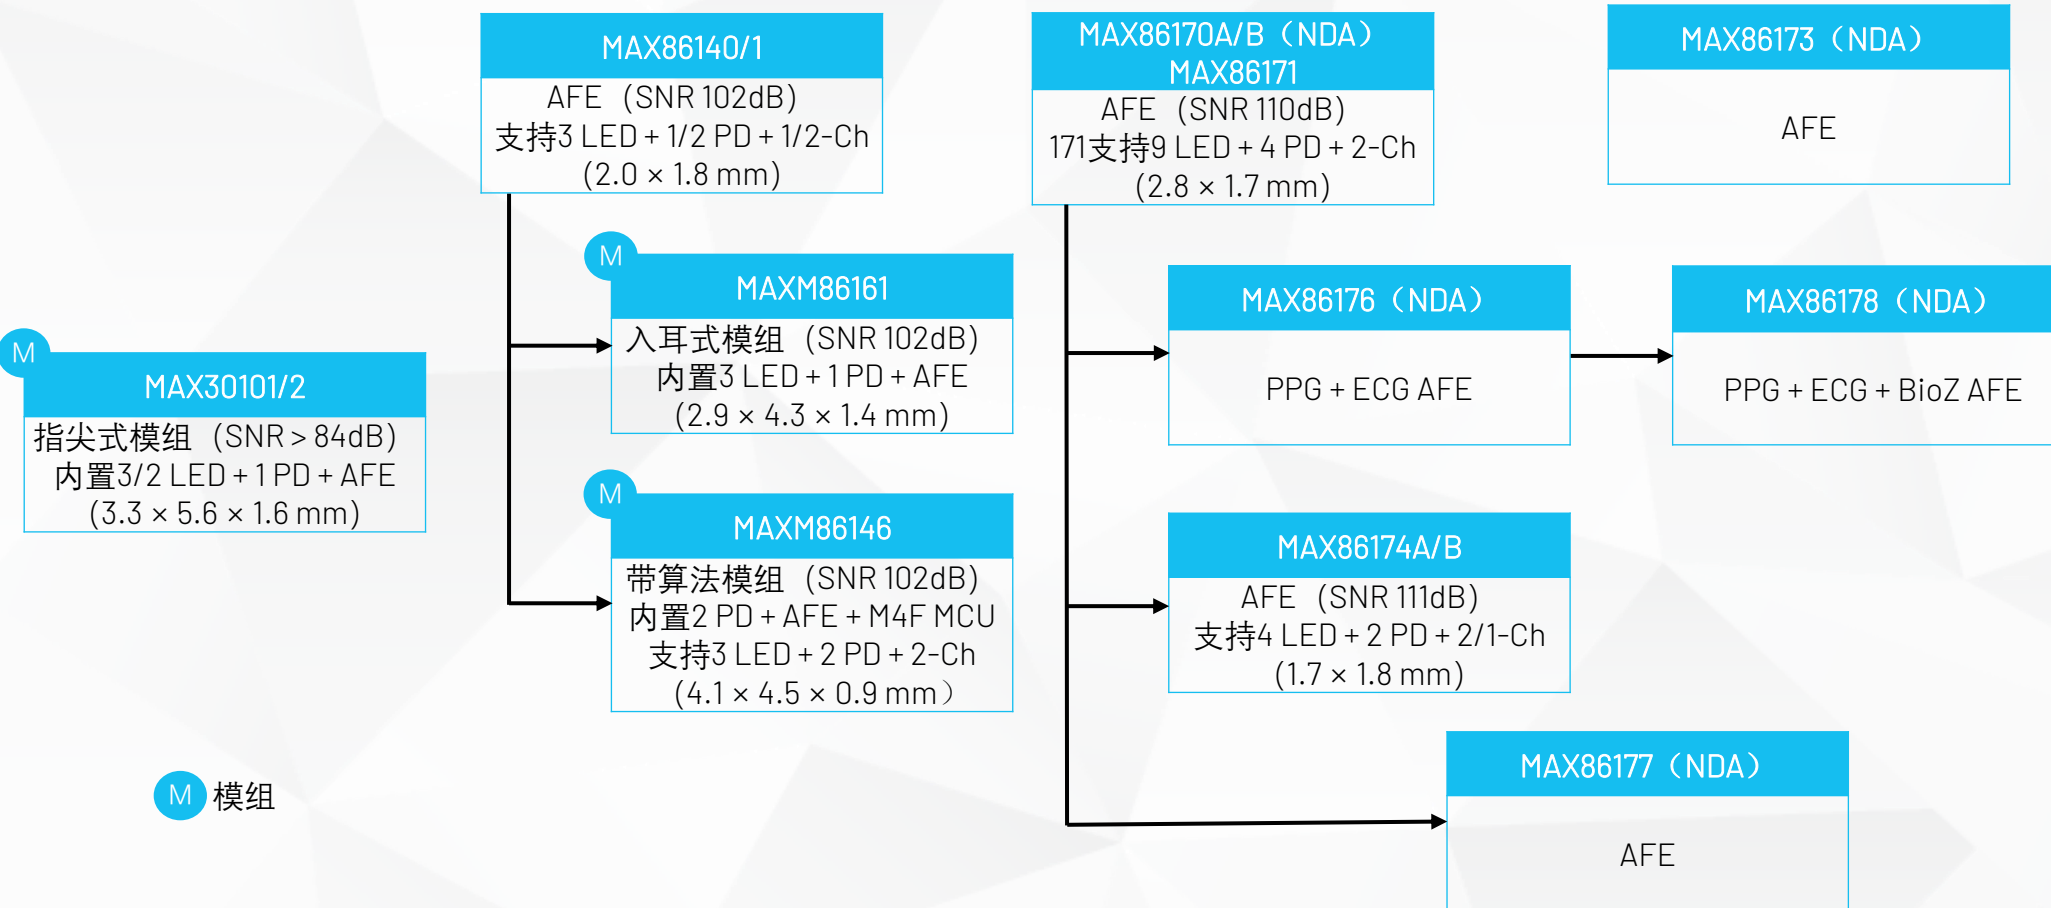 MAX86140/1
AFE（SNR 102dB）
支持3 LED + 1/2 PD + 1/2-Ch
(2.0 × 1.8 mm)
MAX86170A/B（NDA）
MAX86171
AFE（SNR 110dB）
171支持9 LED + 4 PD + 2-Ch
(2.8 × 1.7 mm)
MAX86173（NDA）
AFE
M
MAXM86161
入耳式模组（SNR 102dB）
内置3 LED + 1 PD + AFE
(2.9 × 4.3 × 1.4 mm)
MAX86176（NDA）
PPG + ECG AFE
MAX86178（NDA）
PPG + ECG + BioZ AFE
M
MAX30101/2
指尖式模组（SNR > 84dB）
内置3/2 LED + 1 PD + AFE
(3.3 × 5.6 × 1.6 mm)
M
MAXM86146
带算法模组（SNR 102dB）
内置2 PD + AFE + M4F MCU
支持3 LED + 2 PD + 2-Ch
(4.1 × 4.5 × 0.9 mm）
MAX86174A/B
AFE（SNR 111dB）
支持4 LED + 2 PD + 2/1-Ch
(1.7 × 1.8 mm)
MAX86177（NDA）
AFE
M 模组